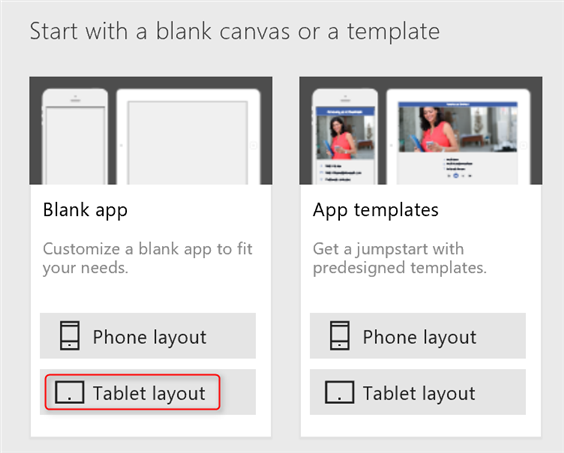 Start with a blank canvas or a template
Blank app
Customize a blank app to fit
your needs.
Phone layout
Tablet layout
App templates
Get a jumpstart with
predesigned templates.
Phone layout
Tablet layout